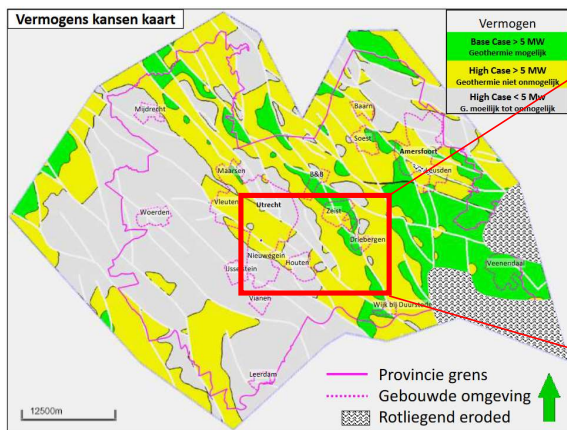 Vermogens kansen kaart
Vermogen
Base Case > 5 MW
Geothermie mogelijk
High Case > 5 MW
Geothermie niet onmogelijk
High Case < 5 Mw
G. moeilijk tot onmogelijk
Mijdrecht
Baarn
Soest
Amersfoort
Leusden
Maarsen
B&B
Vleuten
Utrecht
Zeist
Woerden
Driebergen
Nieuwegein
Houten
IJsselstein
Veenendaal
Vianen
Wijk bij Duurstede
Leerdam
Provincie grens
Gebouwde omgeving
Rotliegend eroded
12500m